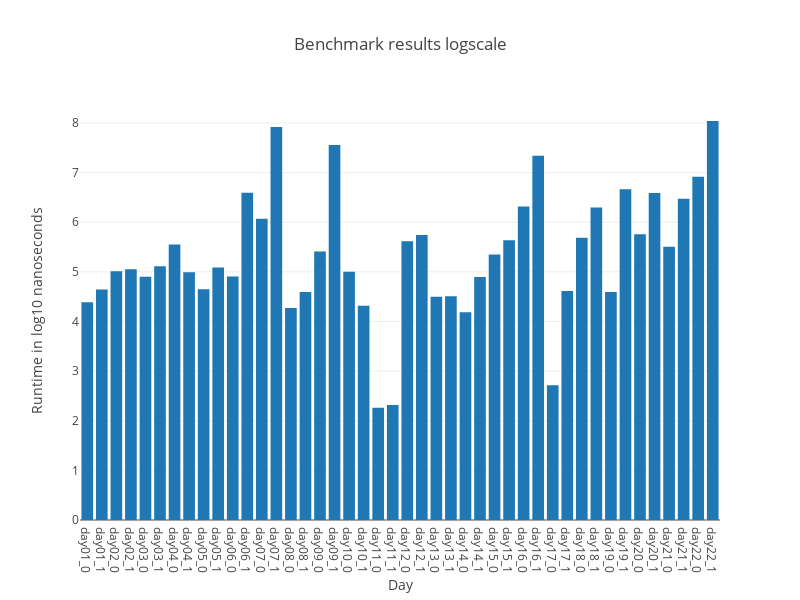 Benchmark results logscale
8
7
6
5
4
3
2
1
0
Runtime in log10 nanoseconds
day01_0
day01_1
day02_0
day02_1
day03_0
day03_1
day04_0
day04_1
day05_0
day05_1
day06_0
day06_1
day07_0
day07_1
day08_0
day08_1
day09_0
day09_1
day10_0
day10_1
day11_0
day11_1
day12_0
day12_1
day13_0
day13_1
day14_0
day14_1
day15_0
day15_1
day16_0
day16_1
day17_0
day17_1
day18_0
day18_1
day19_0
day19_1
day20_0
day20_1
day21_0
day21_1
day22_0
day22_1
Day